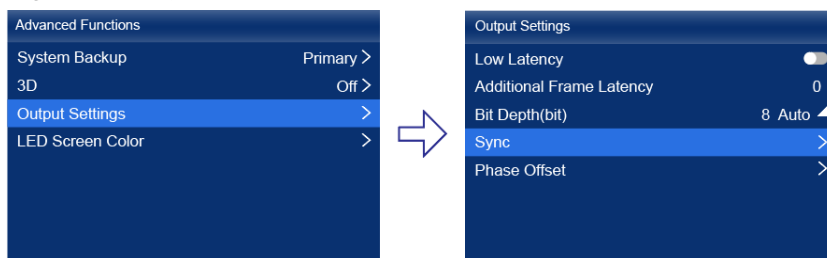 Advanced Functions
System Backup Primary >
3D Off >
Output Settings >
LED Screen Color >
Output Settings
Low Latency
Additional Frame Latency 0
Bit Depth(bit) 8 Auto
Sync >
Phase Offset >